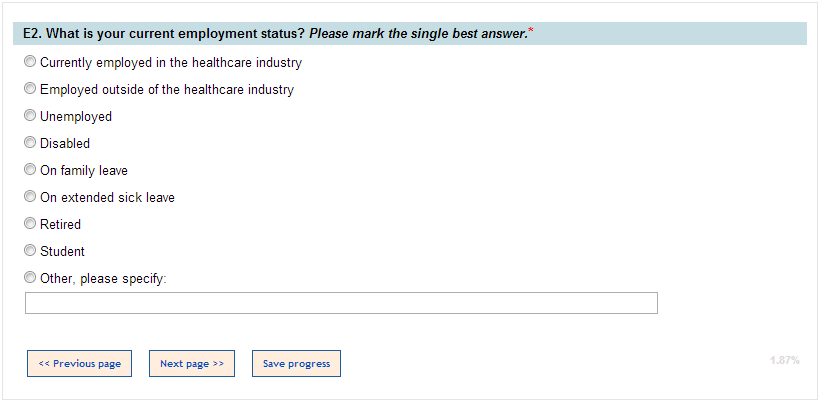 E2. What is your current employment status? Please mark the single best answer.*
Currently employed in the healthcare industry
Employed outside of the healthcare industry
Unemployed
Disabled
On family leave
On extended sick leave
Retired
Student
Other, please specify:
<< Previous page Next page >> Save progress 1.87%